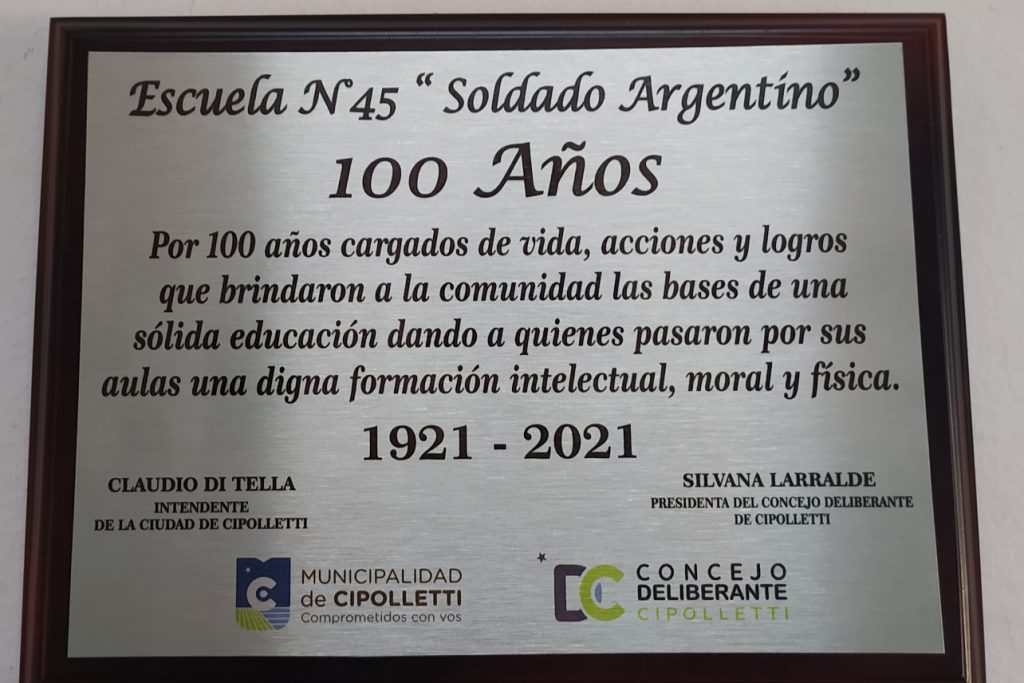 Escuela N°45 “ Soldado Argentino”
100 Años
Por 100 años cargados de vida, acciones y logros
que brindaron a la comunidad las bases de una
sólida educación dando a quienes pasaron por sus
aulas una digna formación intelectual, moral y física.
1921 - 2021
CLAUDIO DI TELLA
INTENDENTE
DE LA CIUDAD DE CIPOLLETTI
SILVANA LARRALDE
PRESIDENTA DEL CONCEJO DELIBERANTE
DE CIPOLLETTI
MUNICIPALIDAD
de CIPOLLETTI
Comprometidos con vos
CONCEJO
DELIBERANTE
CIPOLLETTI